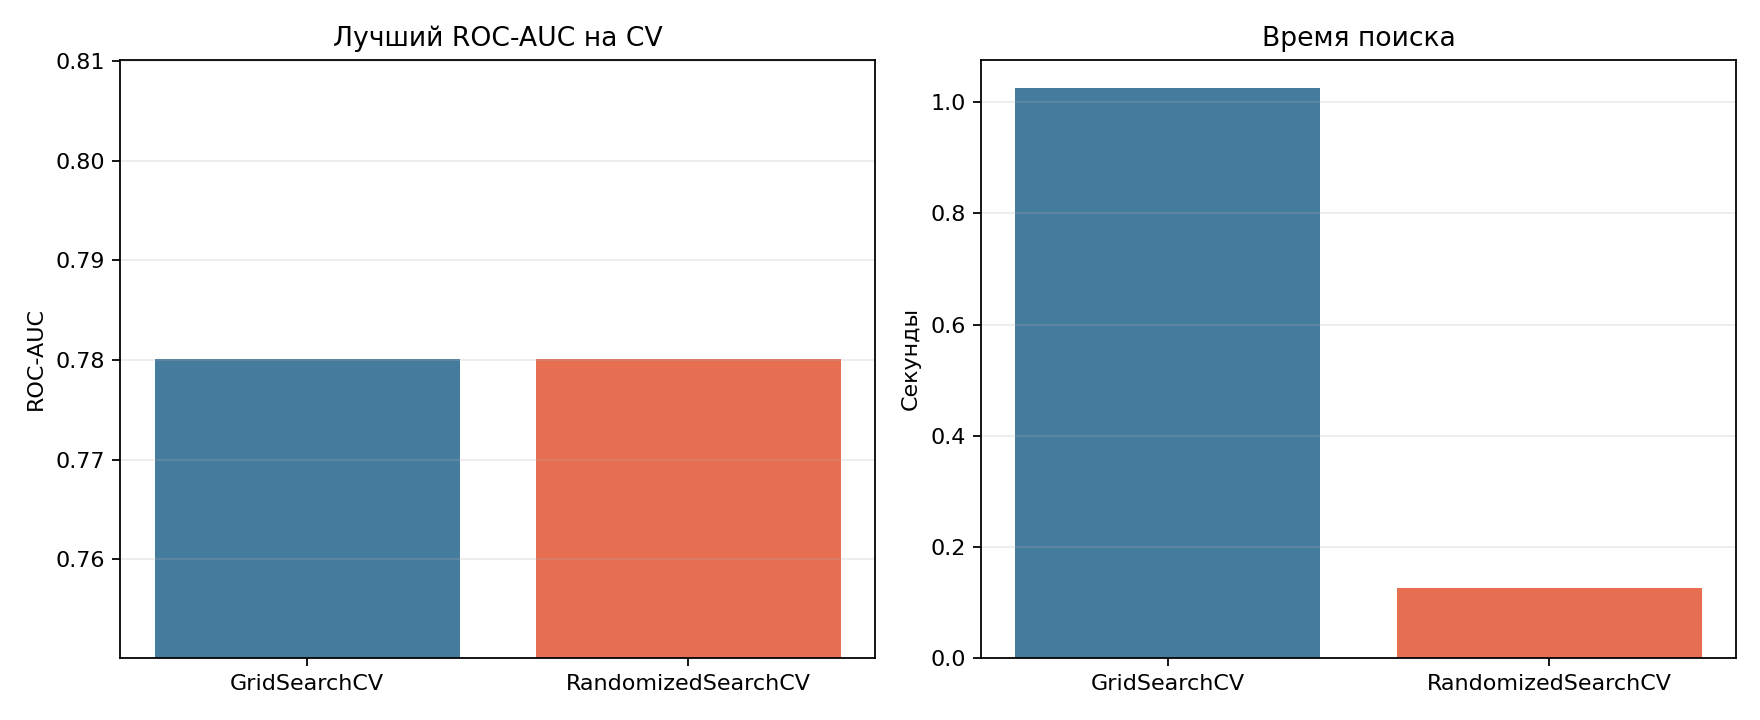 Лучший ROC-AUC на CV
0.81
0.80
0.79
0.78
0.77
0.76
ROC-AUC
GridSearchCV
RandomizedSearchCV
Время поиска
1.0
0.8
0.6
0.4
0.2
0.0
Секунды
GridSearchCV
RandomizedSearchCV